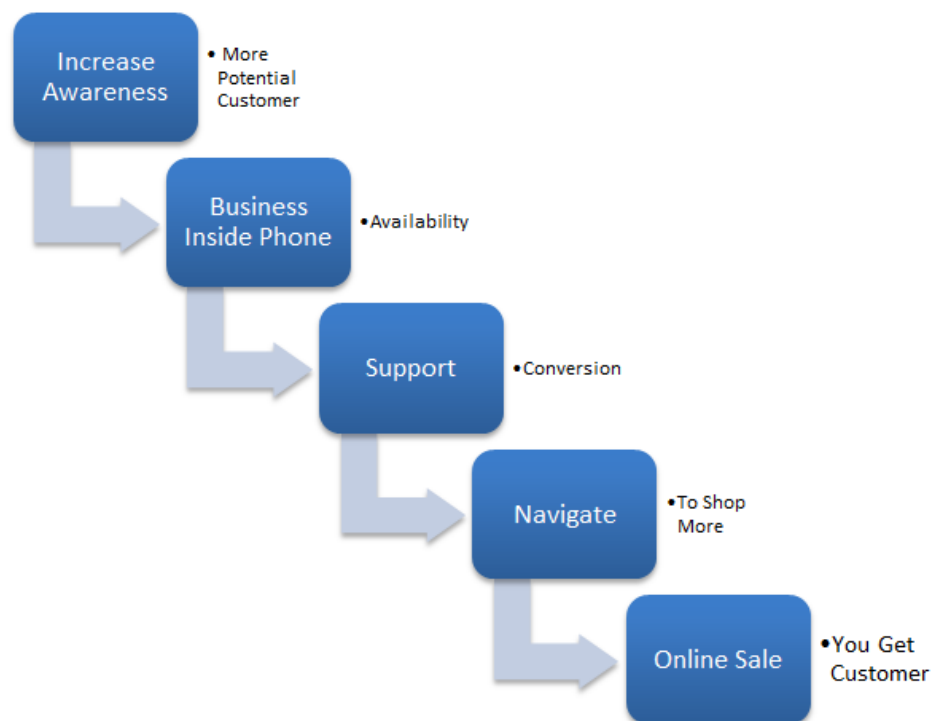 Increase
Awareness
• More
Potential
Customer
Business
Inside Phone
•Availability
Support
•Conversion
Navigate
•To Shop
More
Online Sale
•You Get
Customer